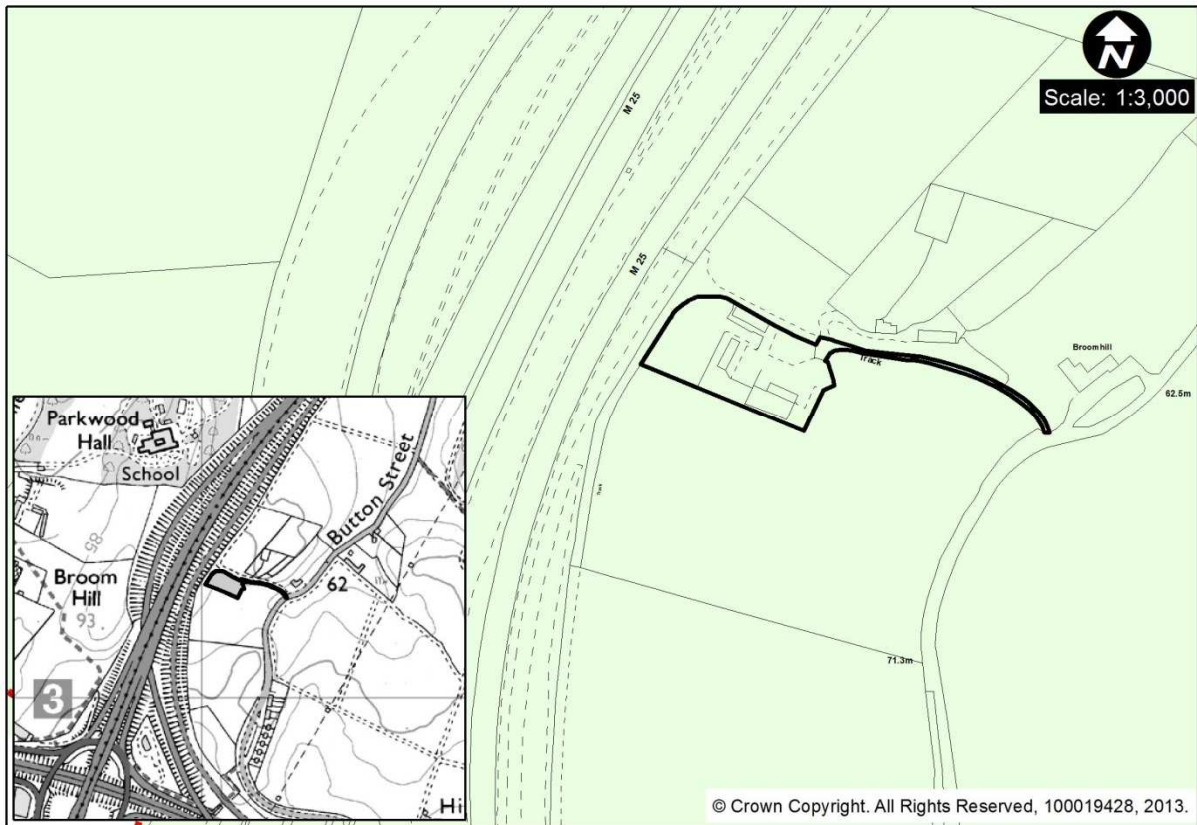 N
Scale: 1:3,000
M 25
M 25
Track
Broomhill
62.5m
Track
71.3m
Parkwood
Hall
School
Button Street
85
Broom
Hill
93
62
3
Hi
© Crown Copyright. All Rights Reserved, 100019428, 2013.